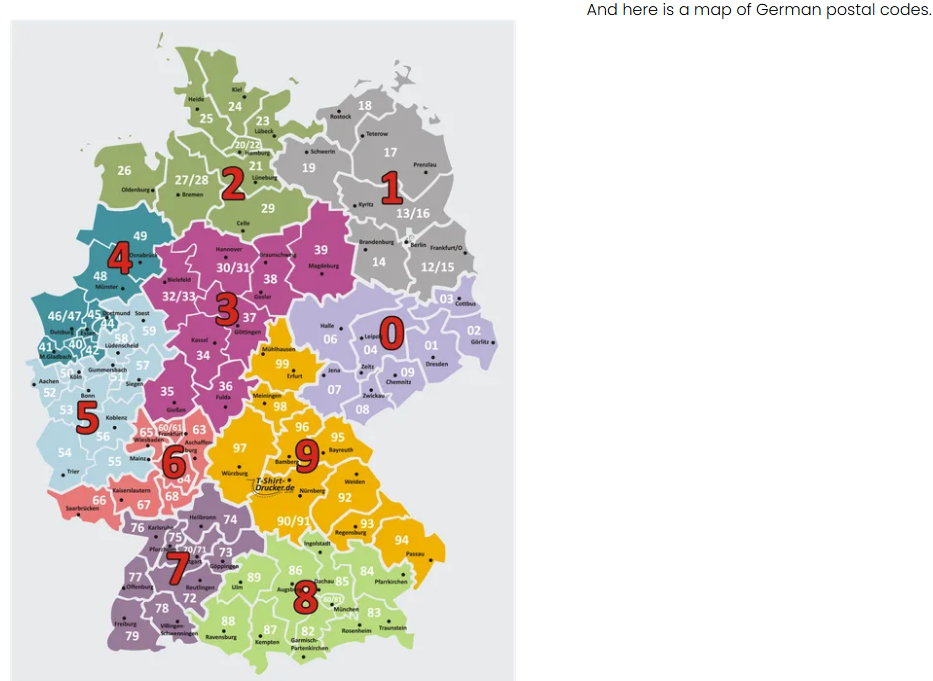 And here is a map of German postal codes.
18
Kiel
Heide
24
Rostock
25
23
Lübeck
Teterow
20/22
Hamburg
Schwerin
17
21
19
Prenzlau
26
27/28
Lüneburg
2
1
Oldenburg
Bremen
Kyritz
29
13/16
Celle
49
Brandenburg
Berlin
Frankfurt/O
4
Osnabrück
Hannover
Braunschweig
39
30/31
14
12/15
48
Bielefeld
38
Magdeburg
Münster
32/33
Goslar
03
Cottbus
3
46/47
45
Dortmund
Soest
37
Halle
0
02
Duisburg
Essen
44
59
Göttingen
06
Leipzig
Görlitz
58
Kassel
41
40
42
Lüdenscheid
34
Mühlhausen
04
01
M.Gladbach
99
Dresden
50
Köln
Gummersbach
57
Erfurt
Jena
Zeitz
09
Aachen
51
Siegen
36
07
Chemnitz
52
Bonn
35
Fulda
Meiningen
Zwickau
53
5
Koblenz
Gießen
98
08
56
65
60/61
Frankfurt
63
96
95
Wiesbaden
Aschaffen-
burg
54
55
Mainz
6
97
Bamberg
9
Bayreuth
Trier
64
Würzburg
T-Shirt-
Drucker.de
Weiden
Kaiserslautern
68
Nürnberg
92
66
67
Saarbrücken
76
Karlsruhe
Heilbronn
74
90/91
93
75
Regensburg
94
Pforzheim
70/71
73
Ingolstadt
Passau
7
Göppingen
77
89
86
Dachau
84
Offenburg
Reutlingen
Ulm
Augsburg
85
Pfarrkirchen
72
8
80/81
78
München
83
Freiburg
88
Villingen-
Schwenningen
87
82
Rosenheim
Traunstein
79
Ravensburg
Kempten
Garmisch-
Partenkirchen